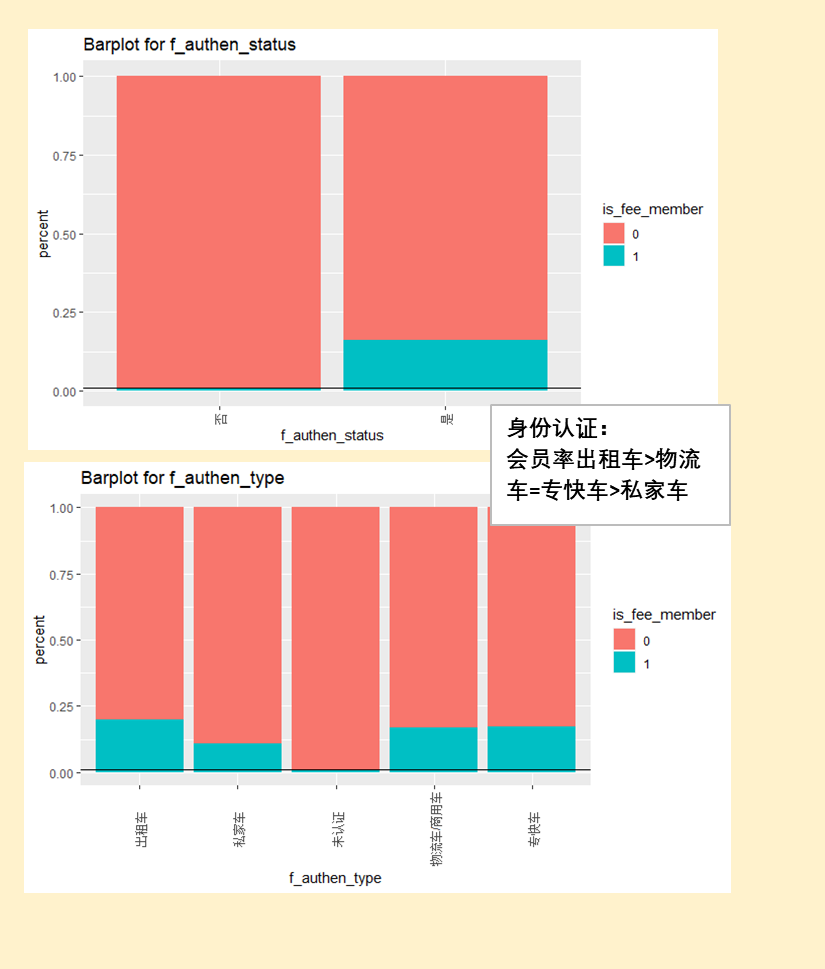 Barplot for f_authen_status
1.00
0.75
0.50
0.25
0.00
percent
否
是
f_authen_status
is_fee_member
0
1
身份认证：
会员率出租车>物流
车=专快车>私家车
Barplot for f_authen_type
1.00
0.75
0.50
0.25
0.00
percent
出租车
私家车
未认证
物流车/商用车
专快车
f_authen_type
is_fee_member
0
1